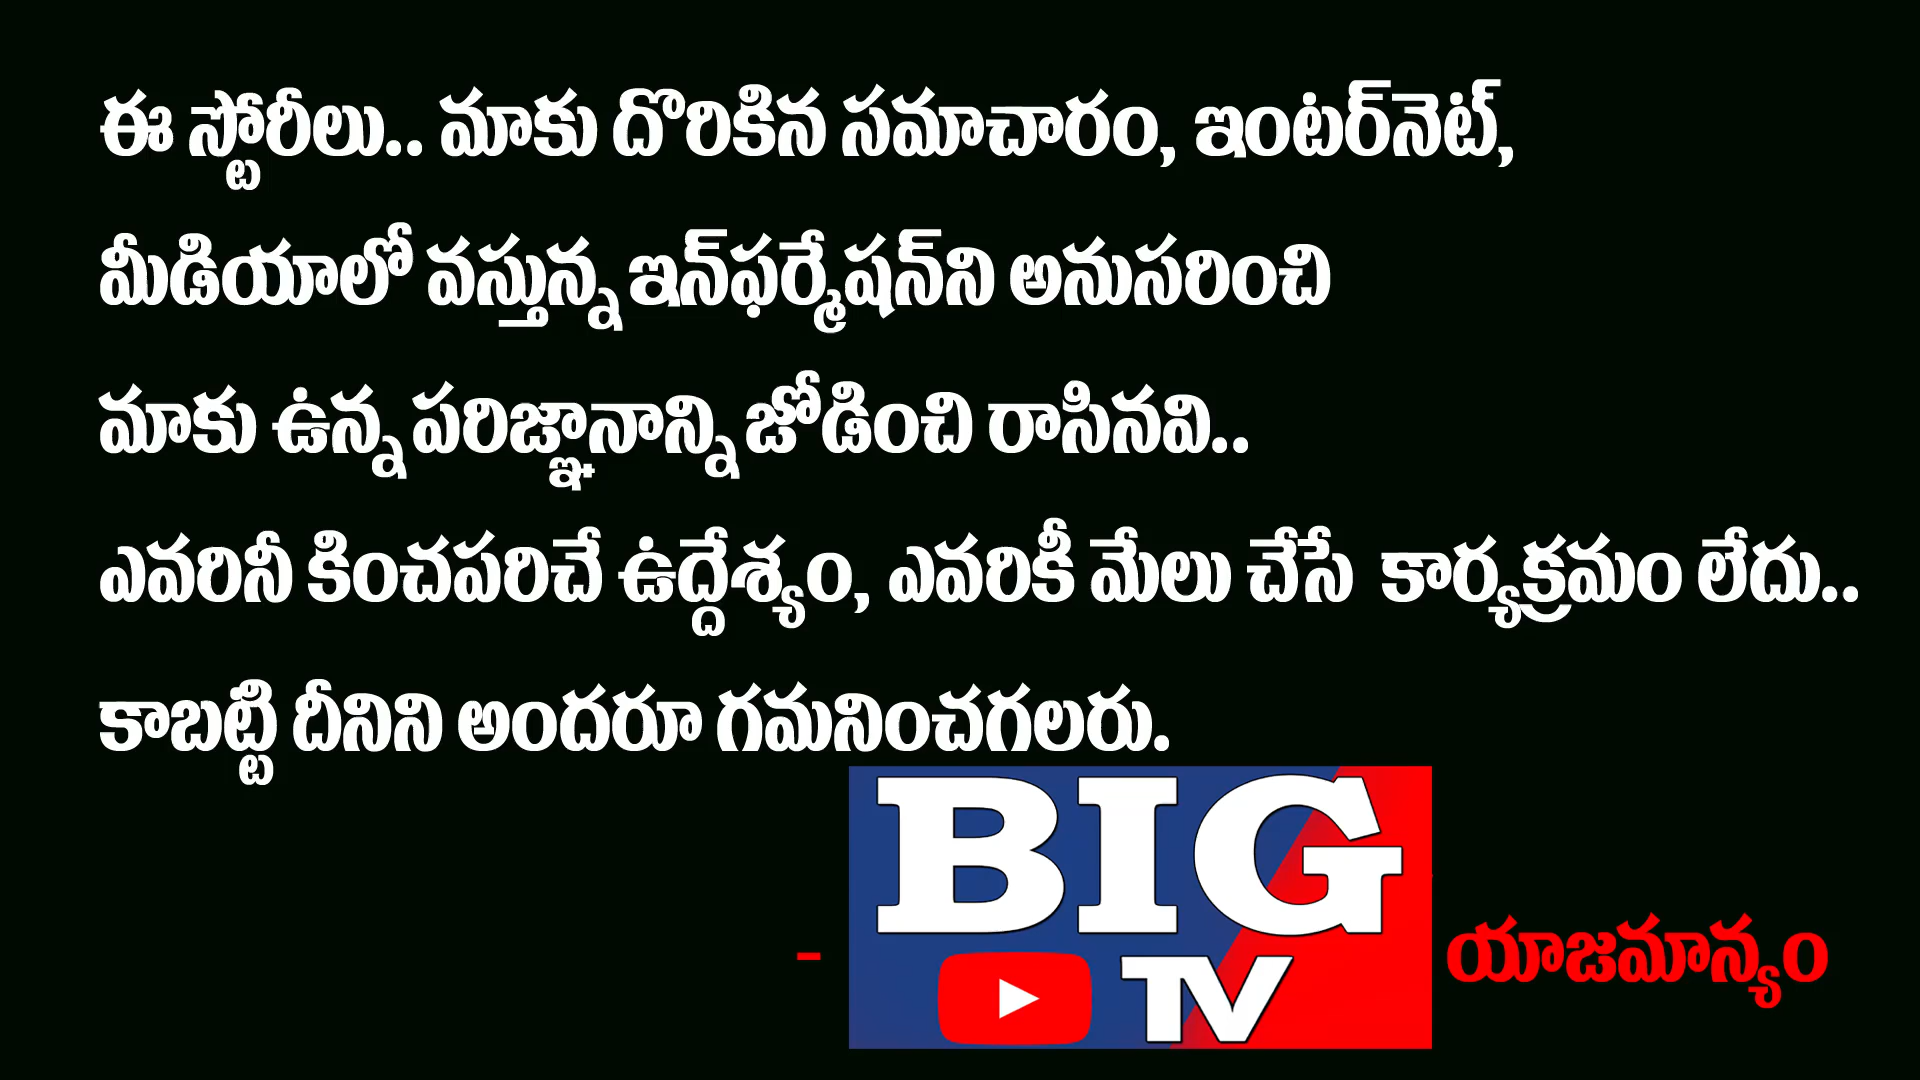 ఈ స్టోరీలు.. మాకు దొరికిన సమాచారం, ఇంటర్‌నెట్,
మీడియాలో వస్తున్న ఇన్‌ఫర్మేషన్‌ని అనుసరించి
మాకు ఉన్న పరిజ్ఞానాన్ని జోడించి రాసినవి..
ఎవరినీ కించపరిచే ఉద్దేశ్యం, ఎవరికీ మేలు చేసే కార్యక్రమం లేదు..
కాబట్టి దీనిని అందరూ గమనించగలరు.
BIG
TV
- యాజమాన్యం